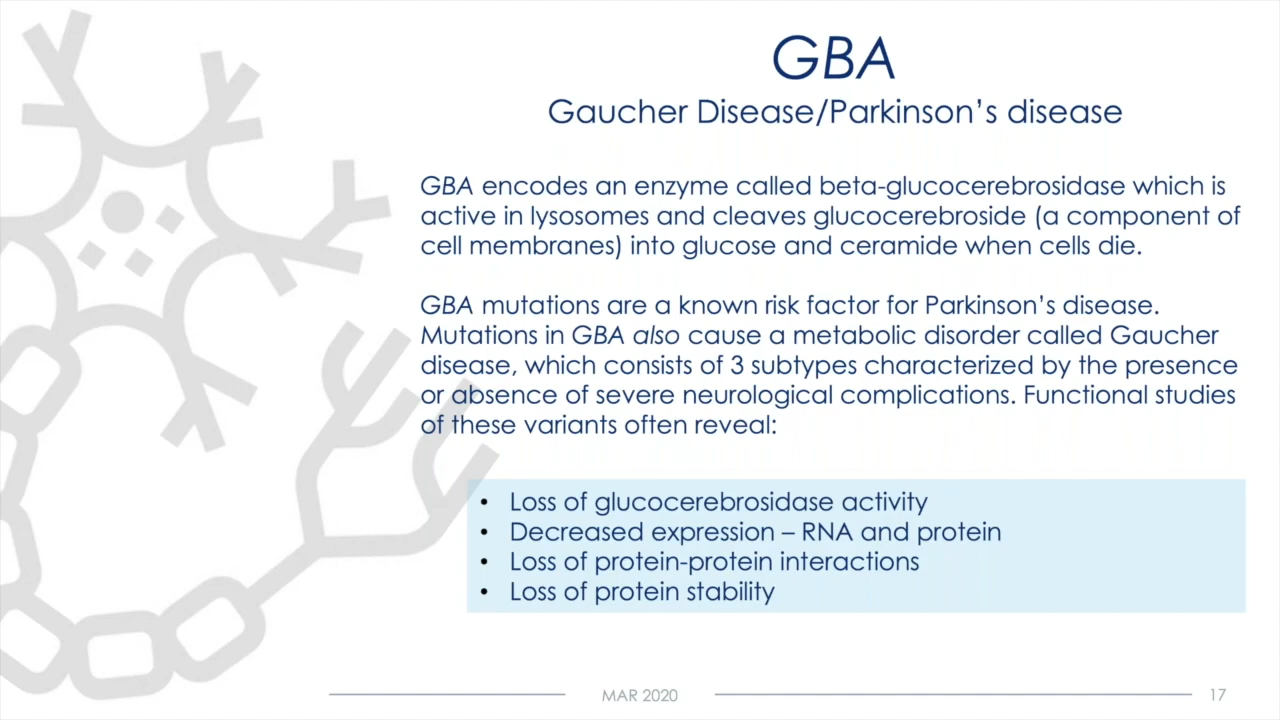 GBA
Gaucher Disease/Parkinson's disease
GBA encodes an enzyme called beta-glucocerebrosidase which is
active in lysosomes and cleaves glucocerebroside (a component of
cell membranes) into glucose and ceramide when cells die.
GBA mutations are a known risk factor for Parkinson's disease.
Mutations in GBA also cause a metabolic disorder called Gaucher
disease, which consists of 3 subtypes characterized by the presence
or absence of severe neurological complications. Functional studies
of these variants often reveal:
• Loss of glucocerebrosidase activity
• Decreased expression – RNA and protein
• Loss of protein-protein interactions
• Loss of protein stability
MAR 2020
17